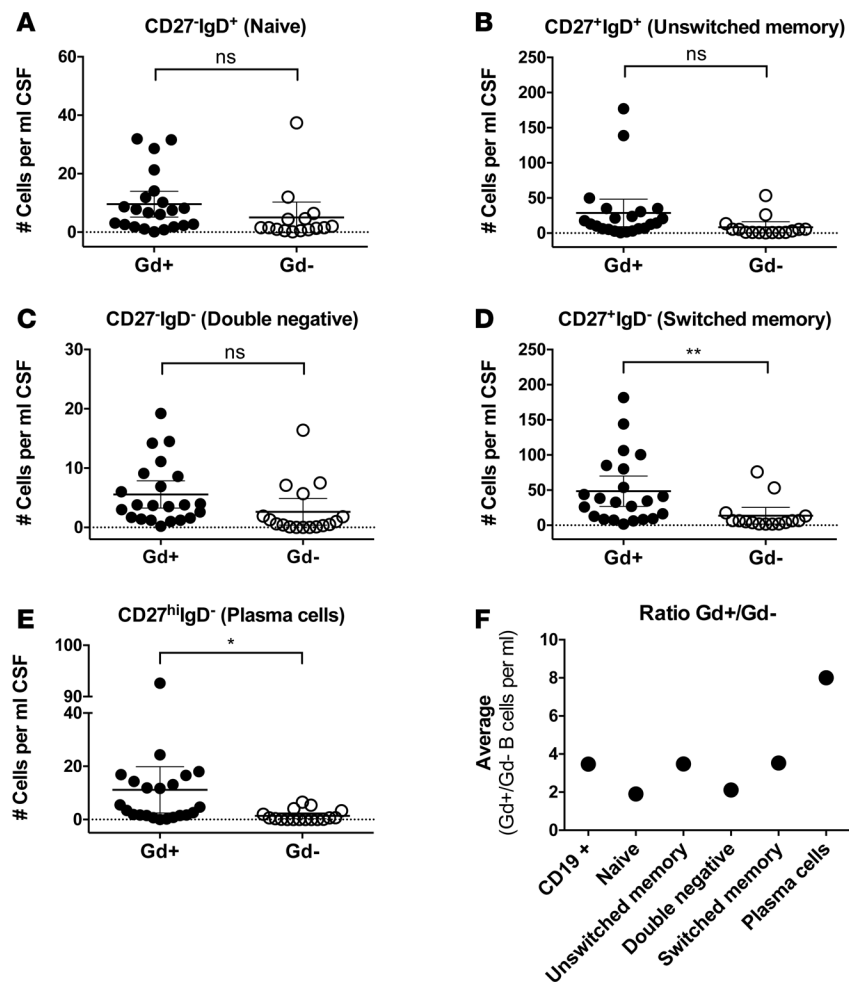 A
CD27-IgD+ (Naive)
ns
60
40
20
0
# Cells per ml CSF
Gd+ Gd-
B
CD27+IgD+ (Unswitched memory)
ns
250
200
150
100
50
0
# Cells per ml CSF
Gd+ Gd-
C
CD27-IgD- (Double negative)
ns
30
20
10
0
# Cells per ml CSF
Gd+ Gd-
D
CD27+IgD- (Switched memory)
**
250
200
150
100
50
0
# Cells per ml CSF
Gd+ Gd-
E
CD27hiIgD- (Plasma cells)
*
100
90
40
20
0
# Cells per ml CSF
Gd+ Gd-
F
Ratio Gd+/Gd-
10
8
6
4
2
0
Average
(Gd+/Gd- B cells per ml)
CD19 +
Naive
Unswitched memory
Double negative
Switched memory
Plasma cells